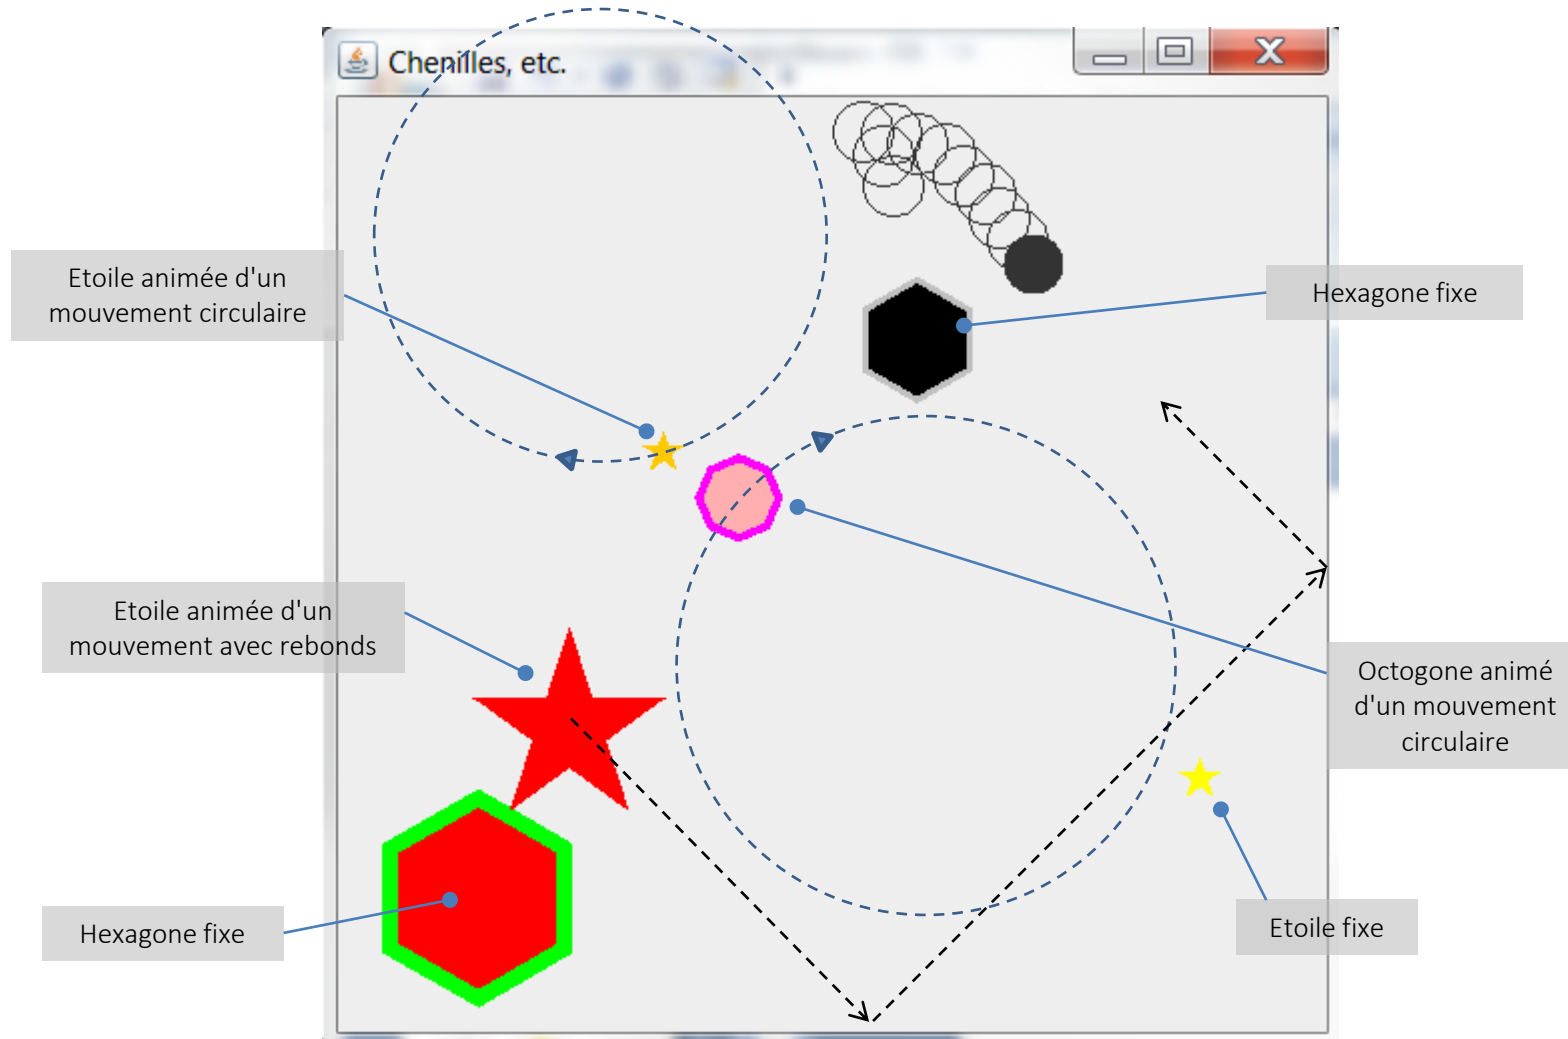 Chenilles, etc.
Etoile animée d'un
mouvement circulaire
Hexagone fixe
Etoile animée d'un
mouvement avec rebonds
Octogone animé
d'un mouvement
circulaire
Hexagone fixe
Etoile fixe